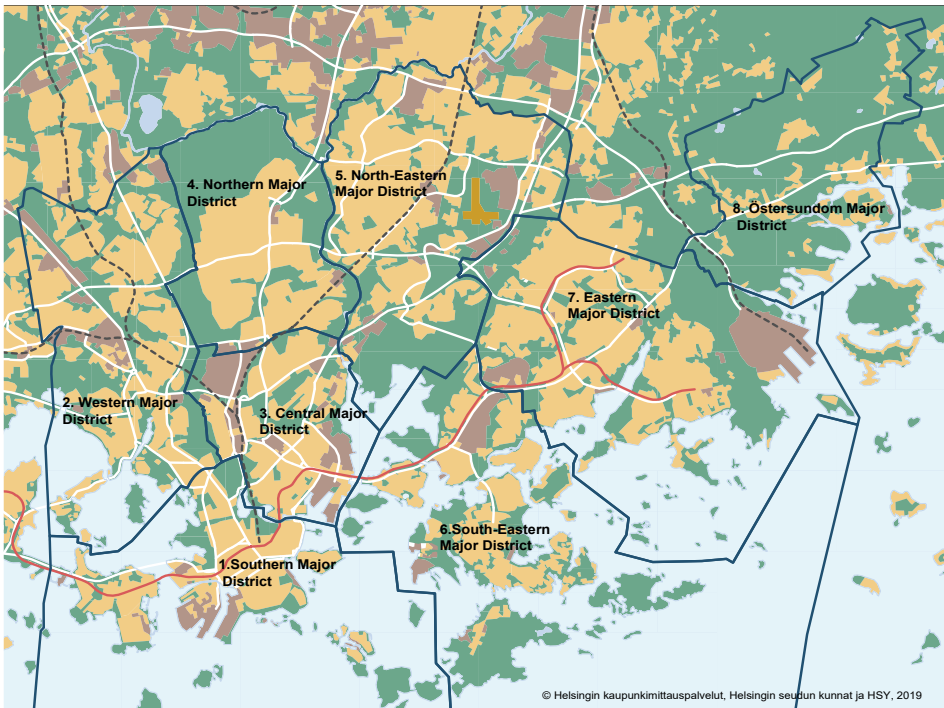 4. Northern Major
District
5. North-Eastern
Major District
8. Östersundom Major
District
7. Eastern
Major District
2. Western Major
District
3. Central Major
District
6.South-Eastern
Major District
1.Southern Major
District
© Helsingin kaupunkimittauspalvelut, Helsingin seudun kunnat ja HSY, 2019